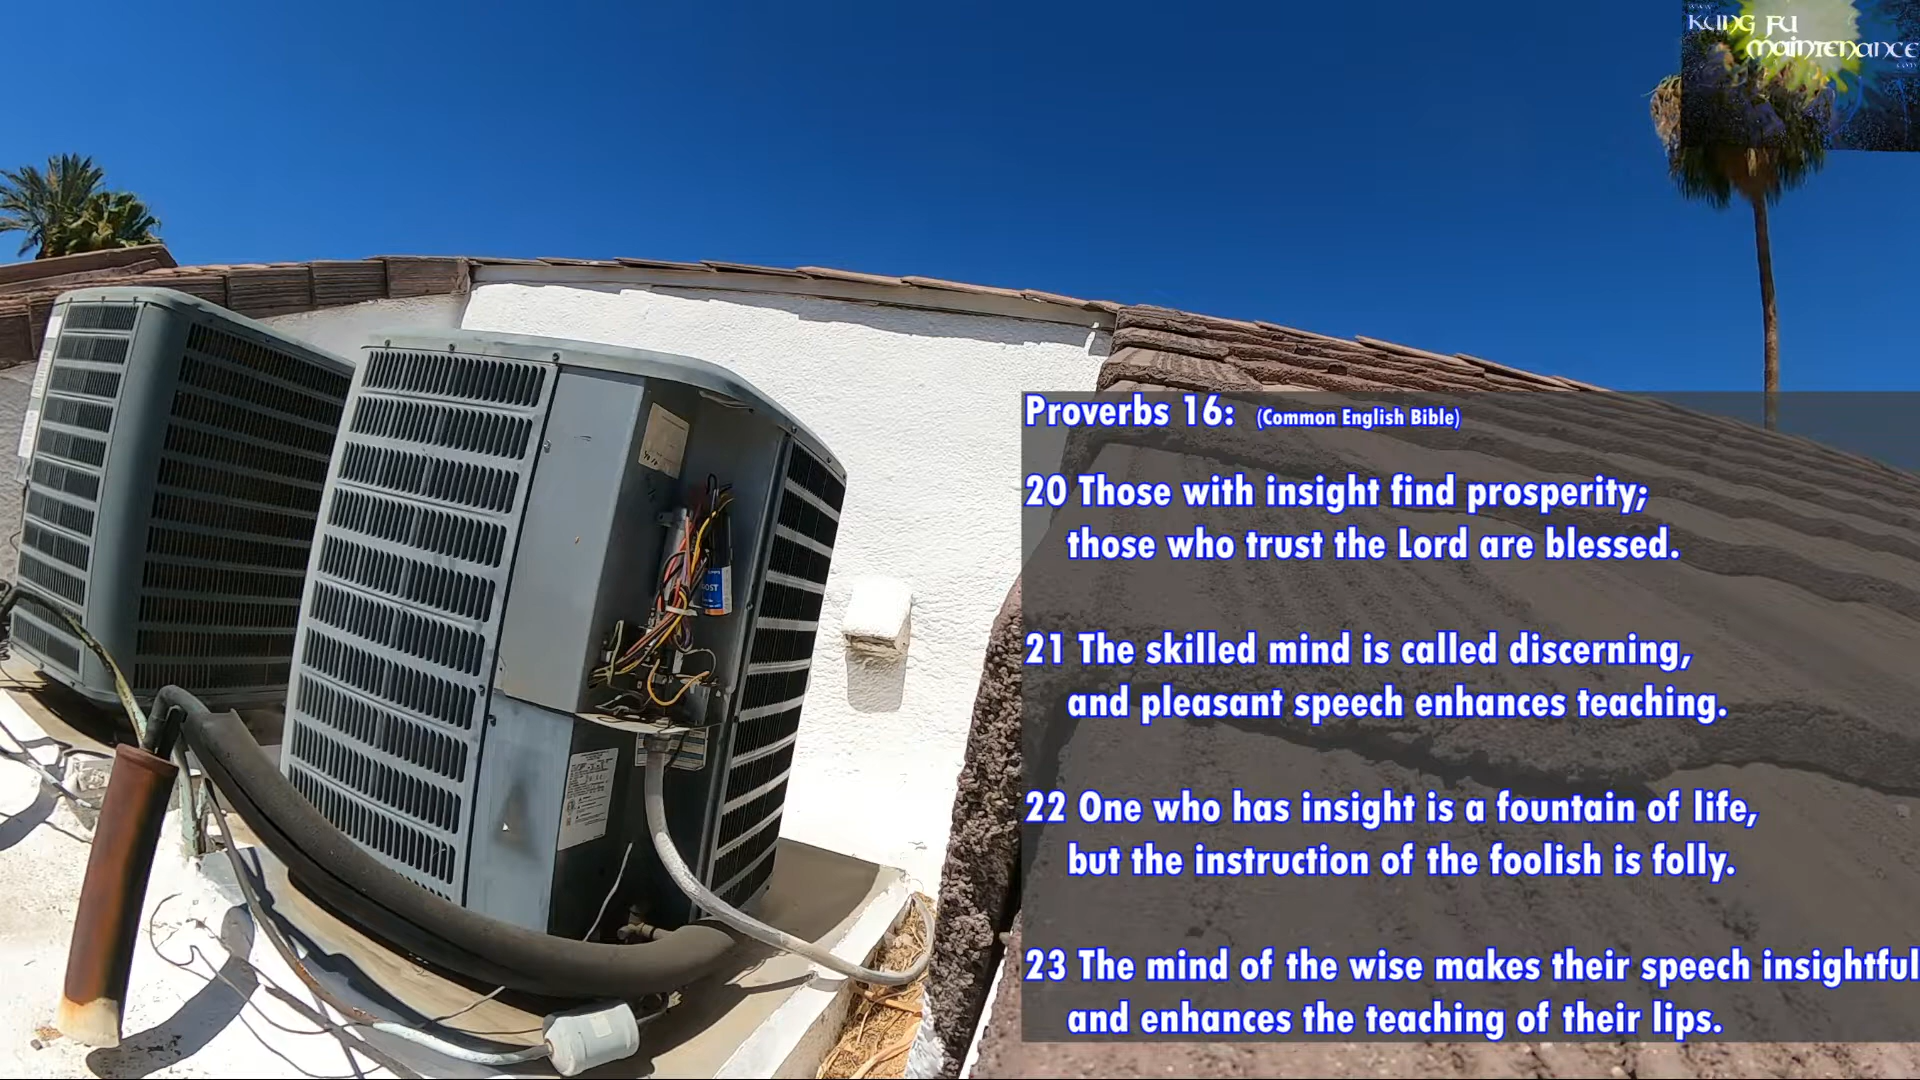 www.
KUNG FU
MAINTENANCE
.com
Proverbs 16: (Common English Bible)
20 Those with insight find prosperity;
those who trust the Lord are blessed.
21 The skilled mind is called discerning,
and pleasant speech enhances teaching.
22 One who has insight is a fountain of life,
but the instruction of the foolish is folly.
23 The mind of the wise makes their speech insightful
and enhances the teaching of their lips.